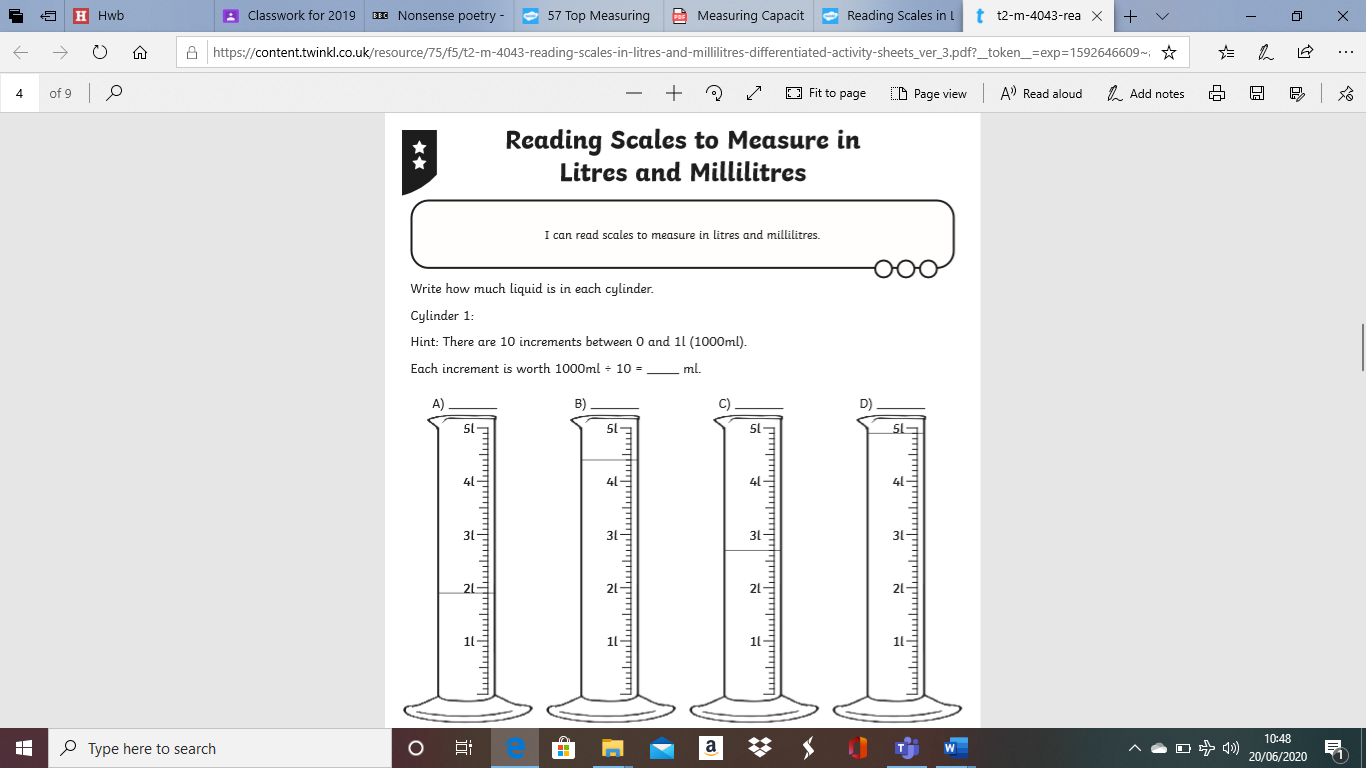 Hwb
Classwork for 2019
BBC Nonsense poetry -
57 Top Measuring
PDF Measuring Capacit
Reading Scales in L
t t2-m-4043-rea
https://content.twinkl.co.uk/resource/75/f5/t2-m-4043-reading-scales-in-litres-and-millilitres-differentiated-activity-sheets_ver_3.pdf?__token__=exp=1592646609~
4 of 9
Fit to page
Page view
Read aloud
Add notes
Reading Scales to Measure in
Litres and Millilitres
I can read scales to measure in litres and millilitres.
Write how much liquid is in each cylinder.
Cylinder 1:
Hint: There are 10 increments between 0 and 1l (1000ml).
Each increment is worth 1000ml ÷ 10 = _____ ml.
A) _______ B) _______ C) _______ D) _______
5l 5l 5l 5l
4l 4l 4l 4l
3l 3l 3l 3l
2l 2l 2l 2l
1l 1l 1l 1l
Type here to search
10:48
20/06/2020
1